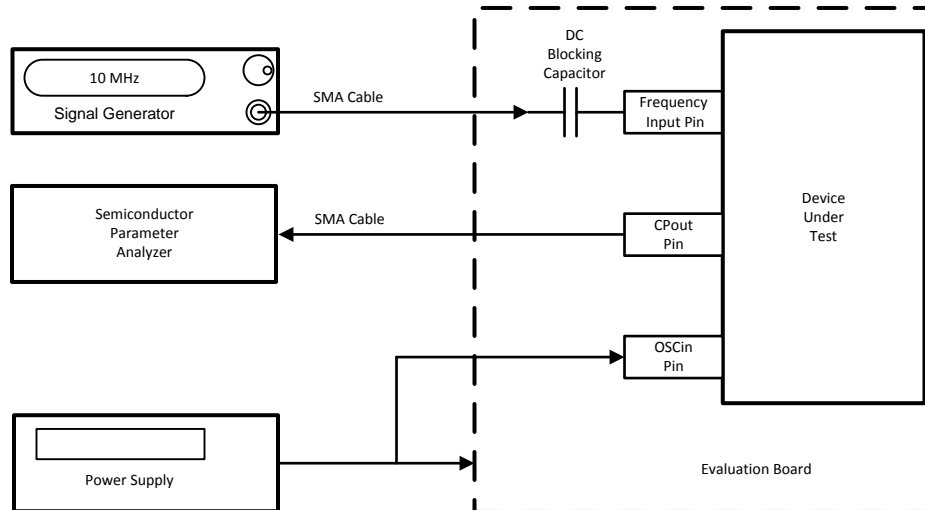 10 MHz
Signal Generator
SMA Cable
DC
Blocking
Capacitor
Frequency
Input Pin
Semiconductor
Parameter
Analyzer
SMA Cable
CPout
Pin
Device
Under
Test
OSCin
Pin
Power Supply
Evaluation Board